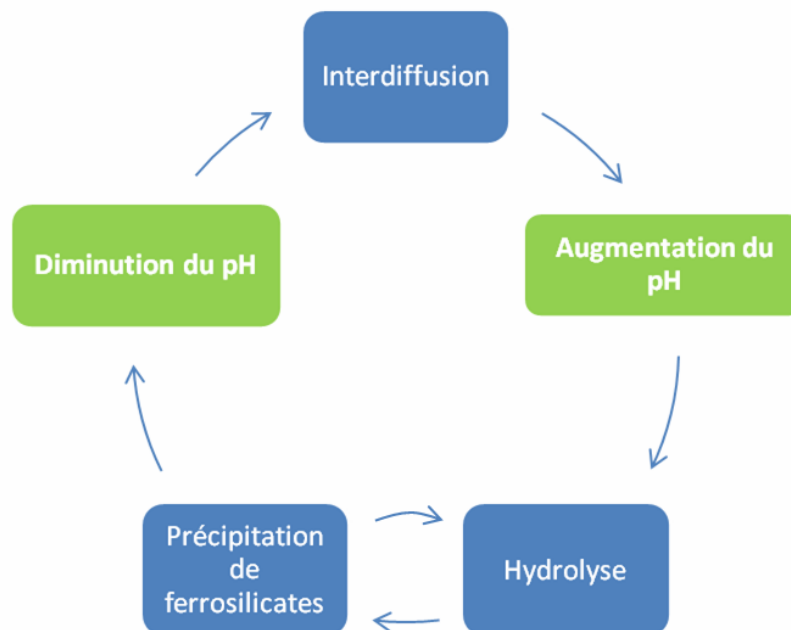 Interdiffusion
Diminution du pH
Augmentation du
pH
Précipitation
de
ferrosilicates
Hydrolyse